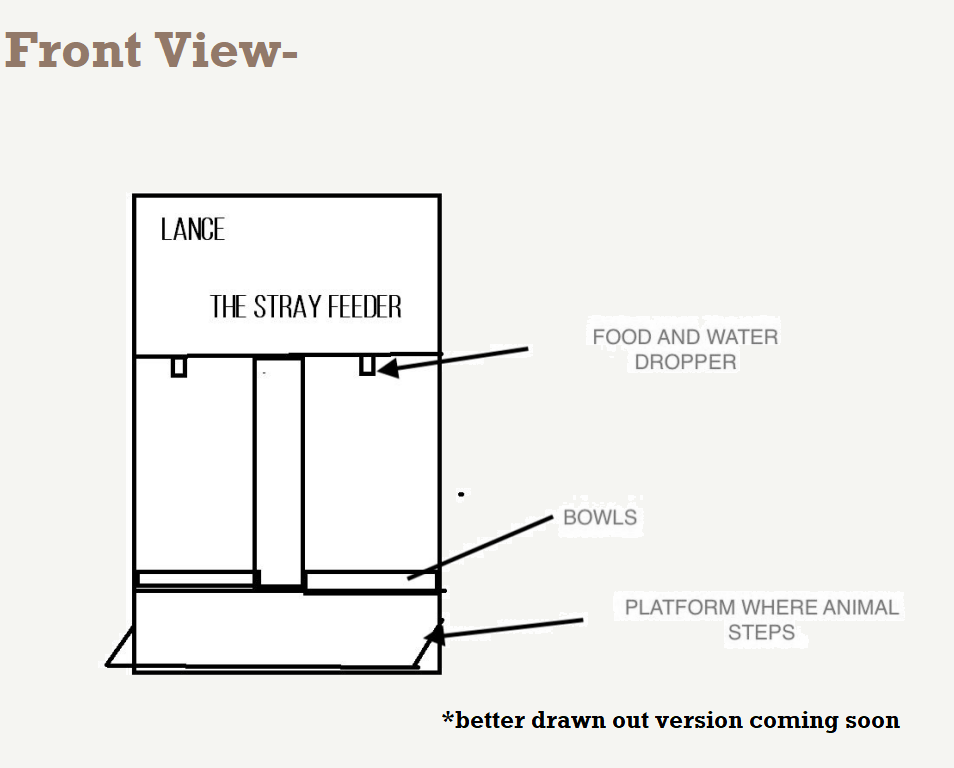 Front View-
LANCE
THE STRAY FEEDER
FOOD AND WATER
DROPPER
BOWLS
PLATFORM WHERE ANIMAL
STEPS
*better drawn out version coming soon